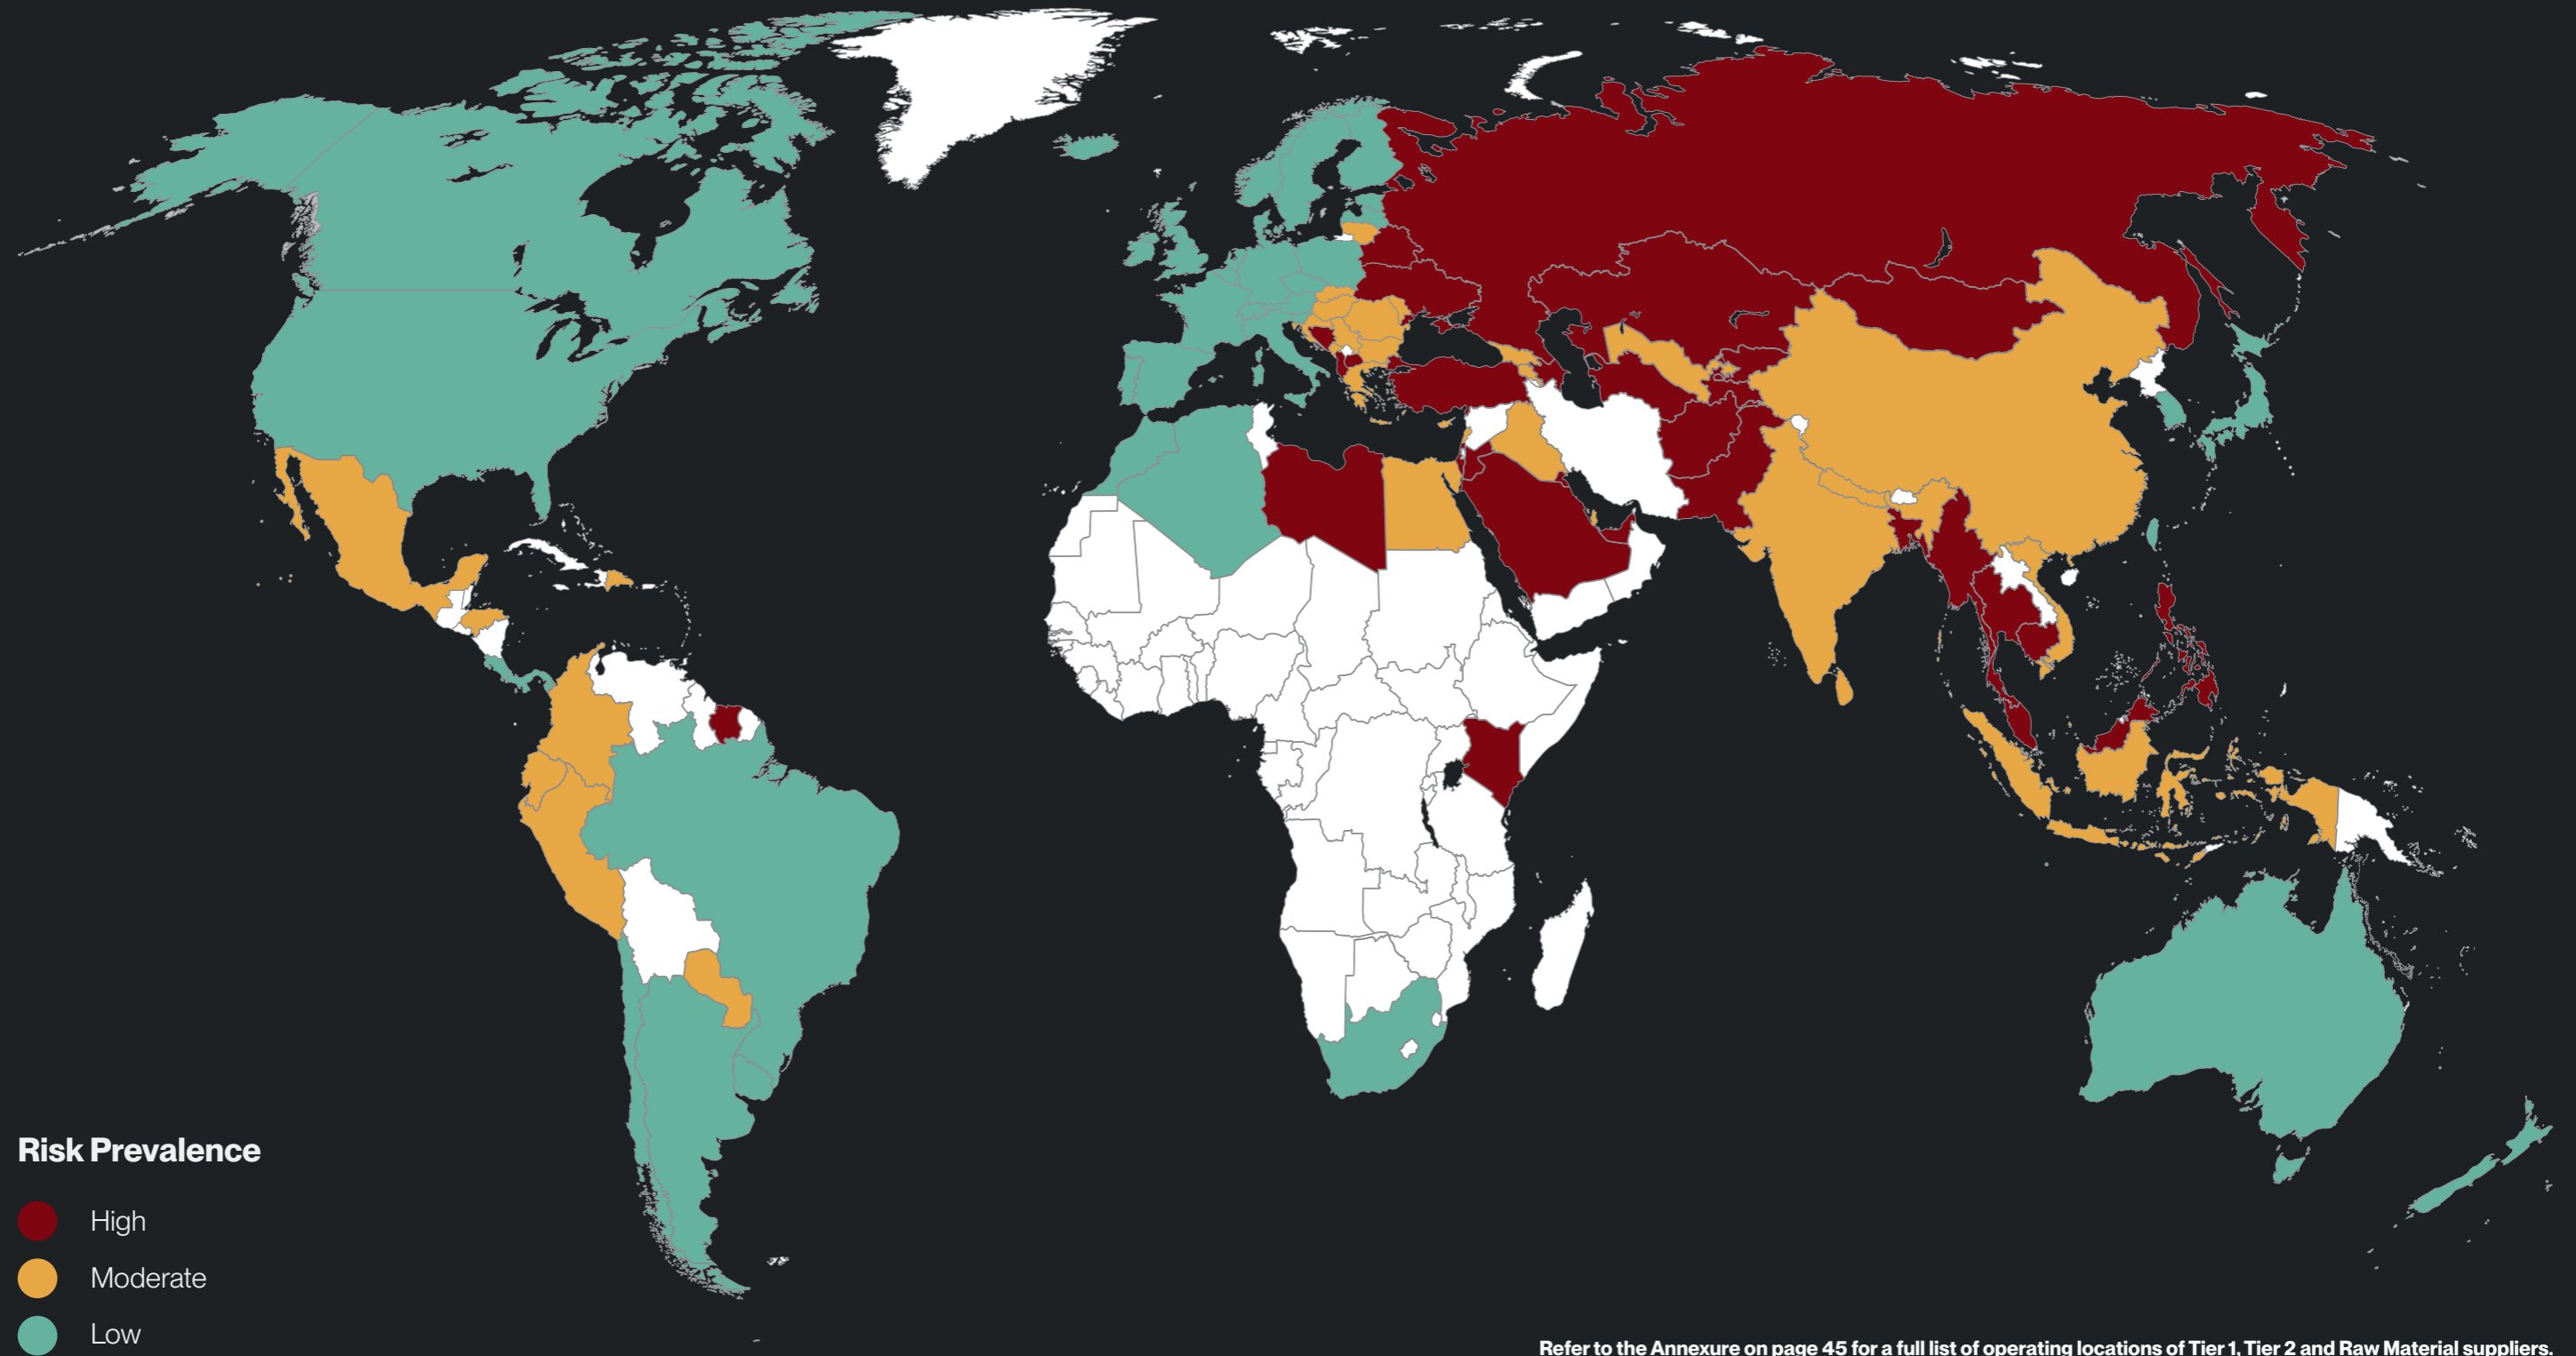 Risk Prevalence
High
Moderate
Low
Refer to the Annexure on page 45 for a full list of operating locations of Tier 1, Tier 2 and Raw Material suppliers.